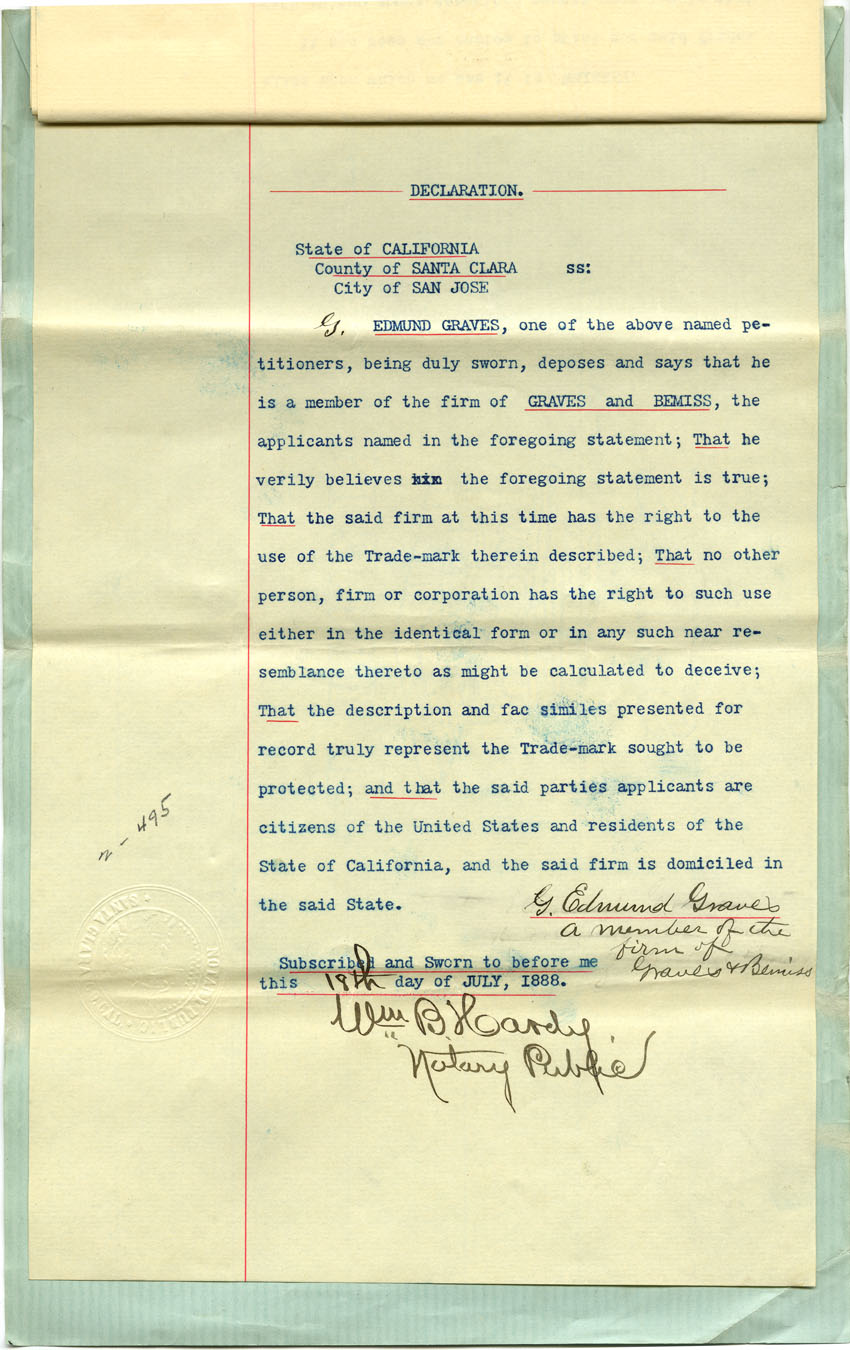 DECLARATION.
State of CALIFORNIA
County of SANTA CLARA ss:
City of SAN JOSE
G. EDMUND GRAVES, one of the above named pe-
titioners, being duly sworn, deposes and says that he
is a member of the firm of GRAVES and BEMISS, the
applicants named in the foregoing statement; That he
verily believes the foregoing statement is true;
That the said firm at this time has the right to the
use of the Trade-mark therein described; That no other
person, firm or corporation has the right to such use
either in the identical form or in any such near re-
semblance thereto as might be calculated to deceive;
That the description and fac similes presented for
record truly represent the Trade-mark sought to be
protected; and that the said parties applicants are
citizens of the United States and residents of the
State of California, and the said firm is domiciled in
the said State.
G. Edmund Graves
a member of the
firm of
Graves & Bemiss
Subscribed and Sworn to before me
this 18th day of JULY, 1888.
Wm B. Hardy
Notary Public
495
NOTARY PUBLIC